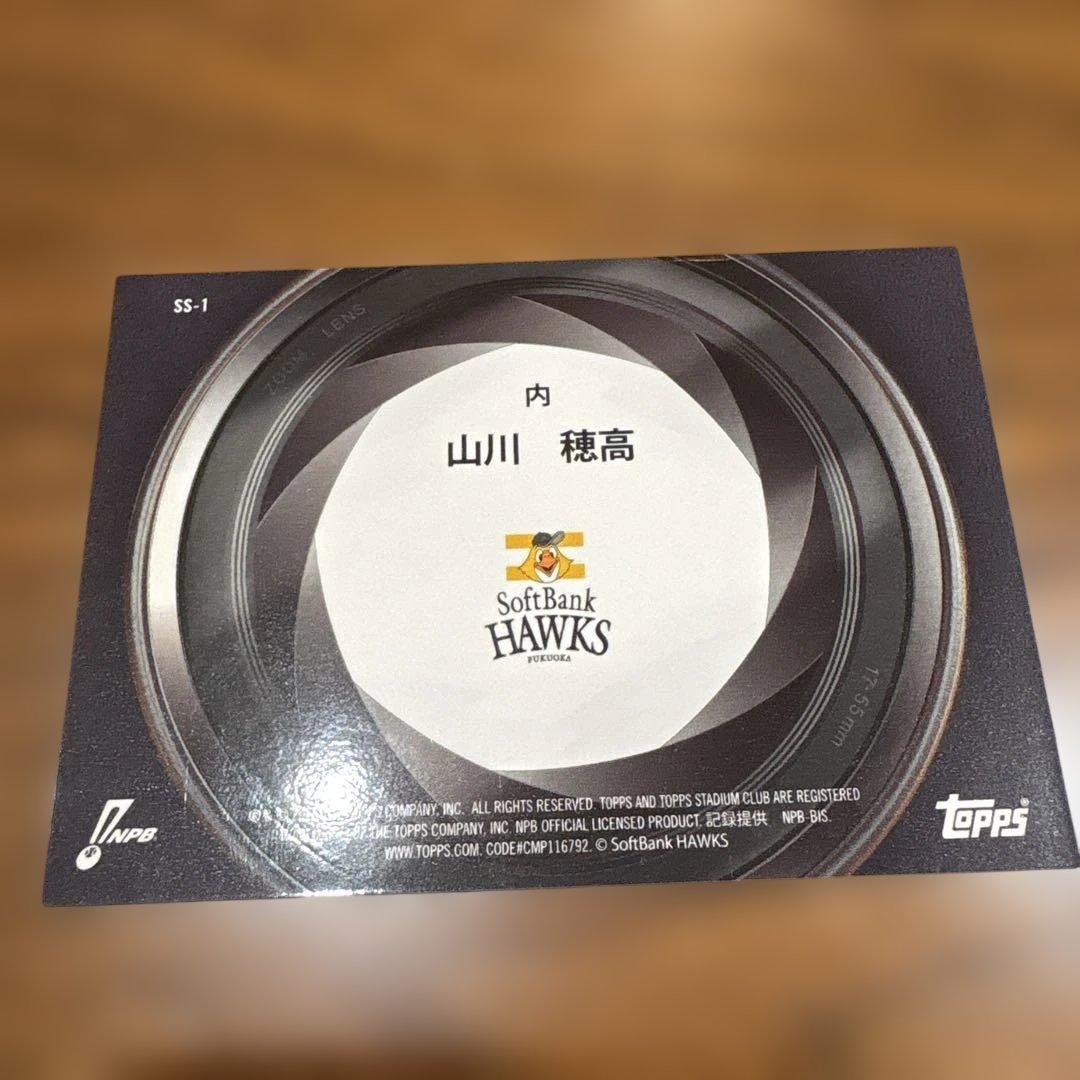 SS-1
ZOOM LENS
内
山川 穂高
SoftBank
HAWKS
FUKUOKA
17-55mm
COMPANY, INC. ALL RIGHTS RESERVED. TOPPS AND TOPPS STADIUM CLUB ARE REGISTERED
THE TOPPS COMPANY, INC. NPB OFFICIAL LICENSED PRODUCT. 記録提供 NPB-BIS.
WWW.TOPPS.COM. CODE#CMP116792. © SoftBank HAWKS
NPB
topps®